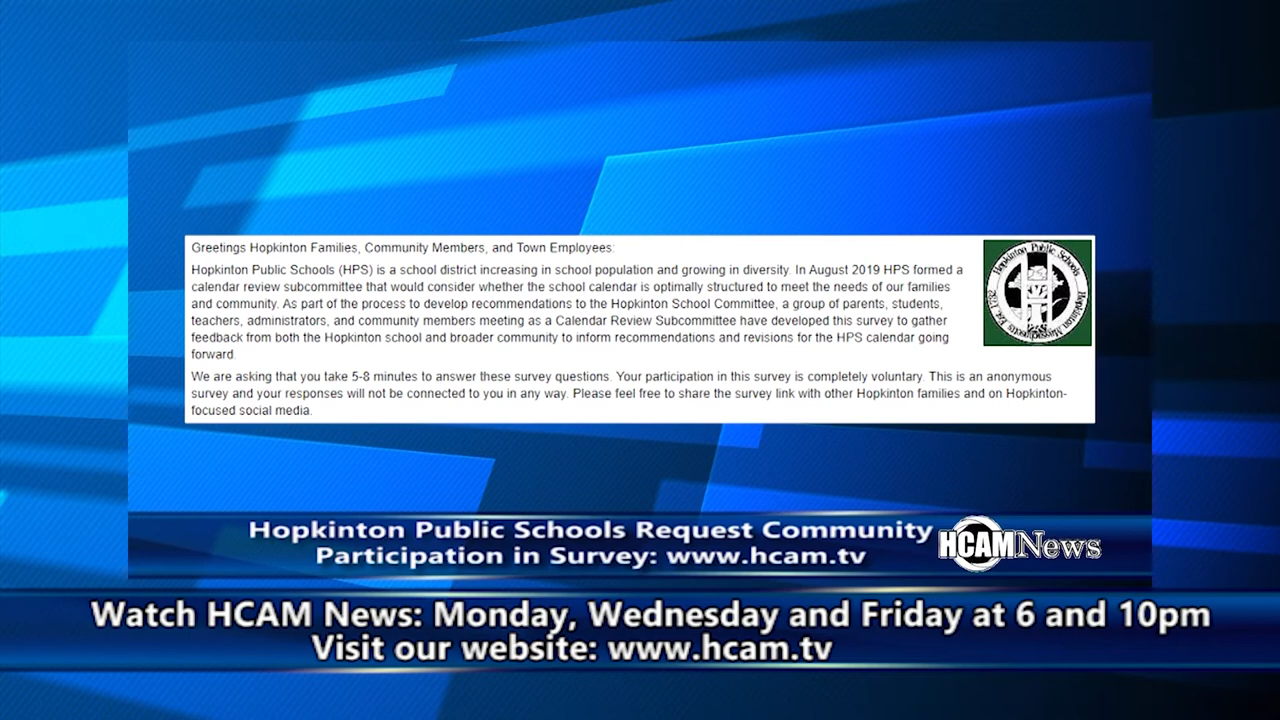 Greetings Hopkinton Families, Community Members, and Town Employees:
Hopkinton Public Schools (HPS) is a school district increasing in school population and growing in diversity. In August 2019 HPS formed a
calendar review subcommittee that would consider whether the school calendar is optimally structured to meet the needs of our families
and community. As part of the process to develop recommendations to the Hopkinton School Committee, a group of parents, students,
teachers, administrators, and community members meeting as a Calendar Review Subcommittee have developed this survey to gather
feedback from both the Hopkinton school and broader community to inform recommendations and revisions for the HPS calendar going
forward.
We are asking that you take 5-8 minutes to answer these survey questions. Your participation in this survey is completely voluntary. This is an anonymous
survey and your responses will not be connected to you in any way. Please feel free to share the survey link with other Hopkinton families and on Hopkinton-
focused social media.
Hopkinton Public Schools
Hopkinton Massachusetts
Hopkinton Public Schools Request Community
Participation in Survey: www.hcam.tv
HCAM News
Watch HCAM News: Monday, Wednesday and Friday at 6 and 10pm
Visit our website: www.hcam.tv